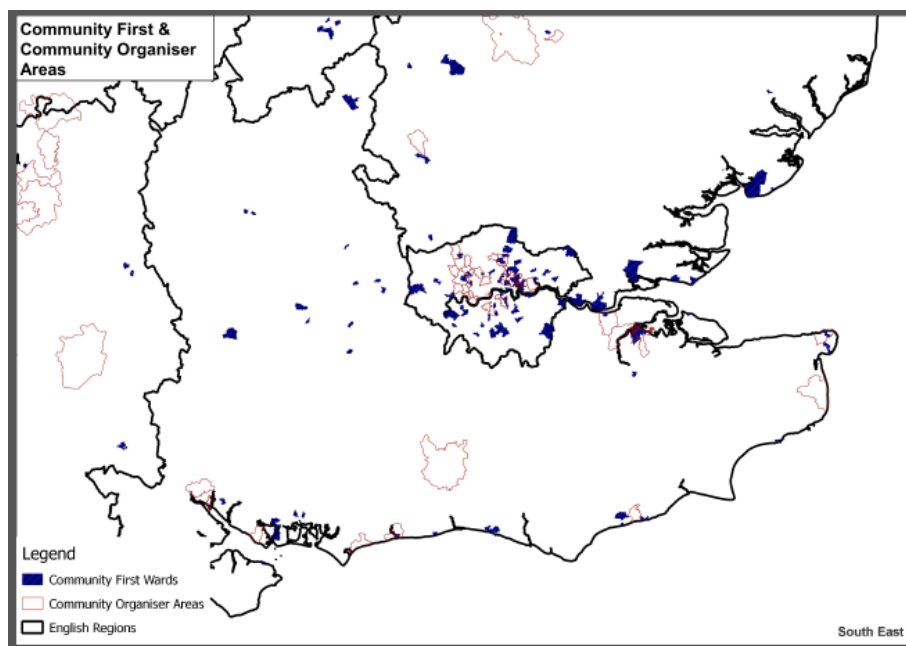 Community First &
Community Organiser
Areas
Legend
Community First Wards
Community Organiser Areas
English Regions
South East